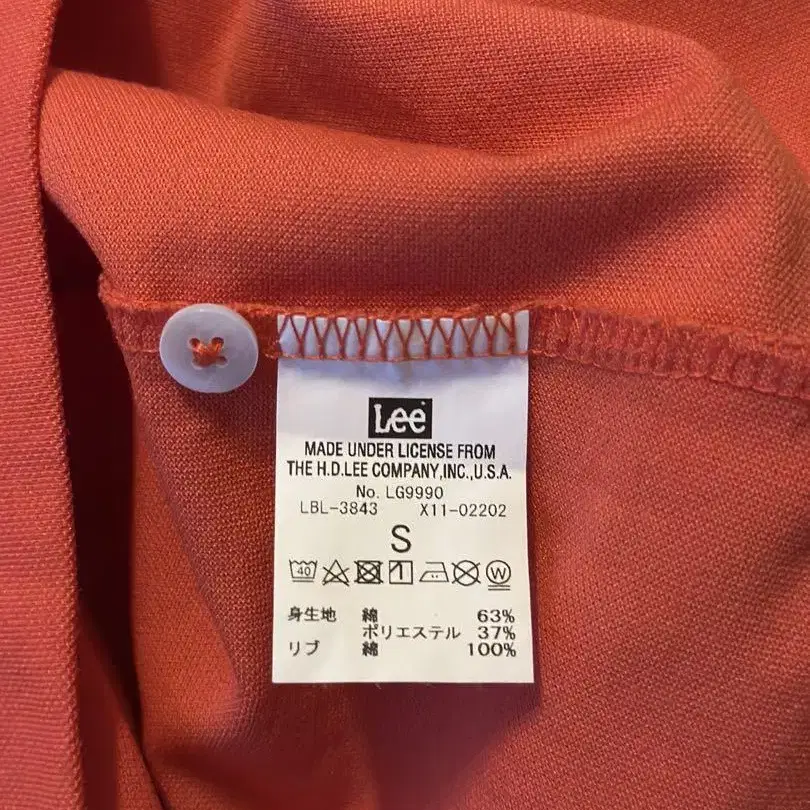 Lee
MADE UNDER LICENSE FROM
THE H.D.LEE COMPANY,INC.,U.S.A.
No. LG9990
LBL-3843 X11-02202
S
40 W
身生地 綿 63%
ポリエステル 37%
リブ 綿 100%